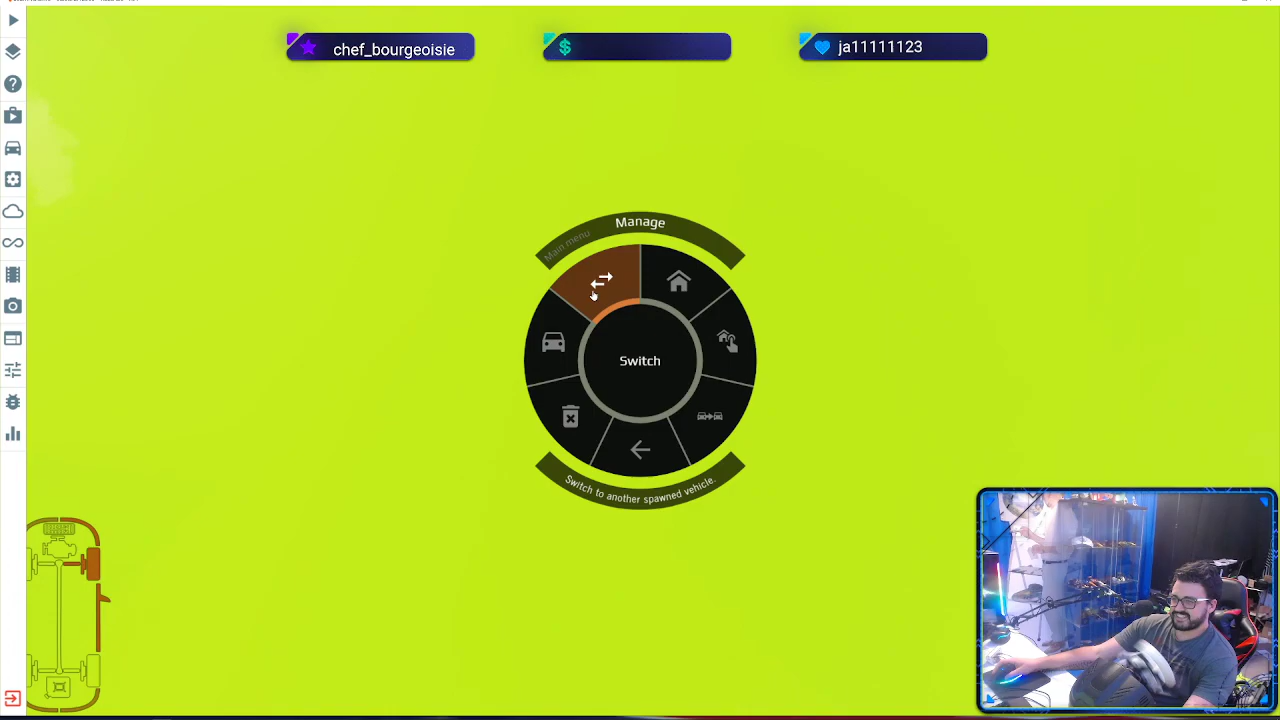 chef_bourgeoisie
$
ja11111123
Manage
Main menu
Switch
Switch to another spawned vehicle.